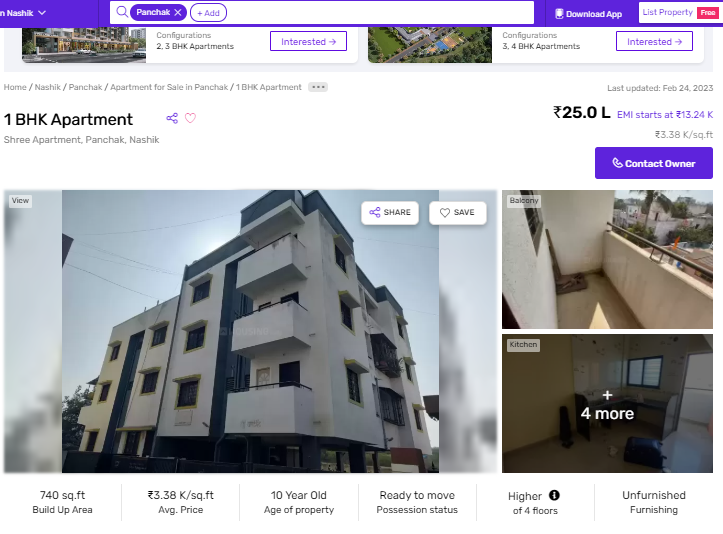 n Nashik
Panchak
+ Add
Download App
List Property Free
Configurations
2, 3 BHK Apartments
Interested →
Configurations
3, 4 BHK Apartments
Interested →
Home / Nashik / Panchak / Apartment for Sale in Panchak / 1 BHK Apartment
Last updated: Feb 24, 2023
1 BHK Apartment
₹25.0 L EMI starts at ₹13.24 K
Shree Apartment, Panchak, Nashik
₹3.38 K/sq.ft
Contact Owner
View
SHARE
SAVE
Balcony
Kitchen
+
4 more
740 sq.ft
Build Up Area
₹3.38 K/sq.ft
Avg. Price
10 Year Old
Age of property
Ready to move
Possession status
Higher
of 4 floors
Unfurnished
Furnishing